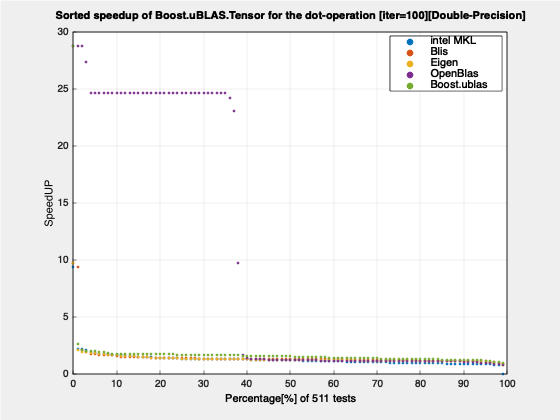 Sorted speedup of Boost.uBLAS.Tensor for the dot-operation [iter=100][Double-Precision]
30
25
20
15
10
5
0
SpeedUP
intel MKL
Blis
Eigen
OpenBlas
Boost.ublas
0 10 20 30 40 50 60 70 80 90 100
Percentage[%] of 511 tests